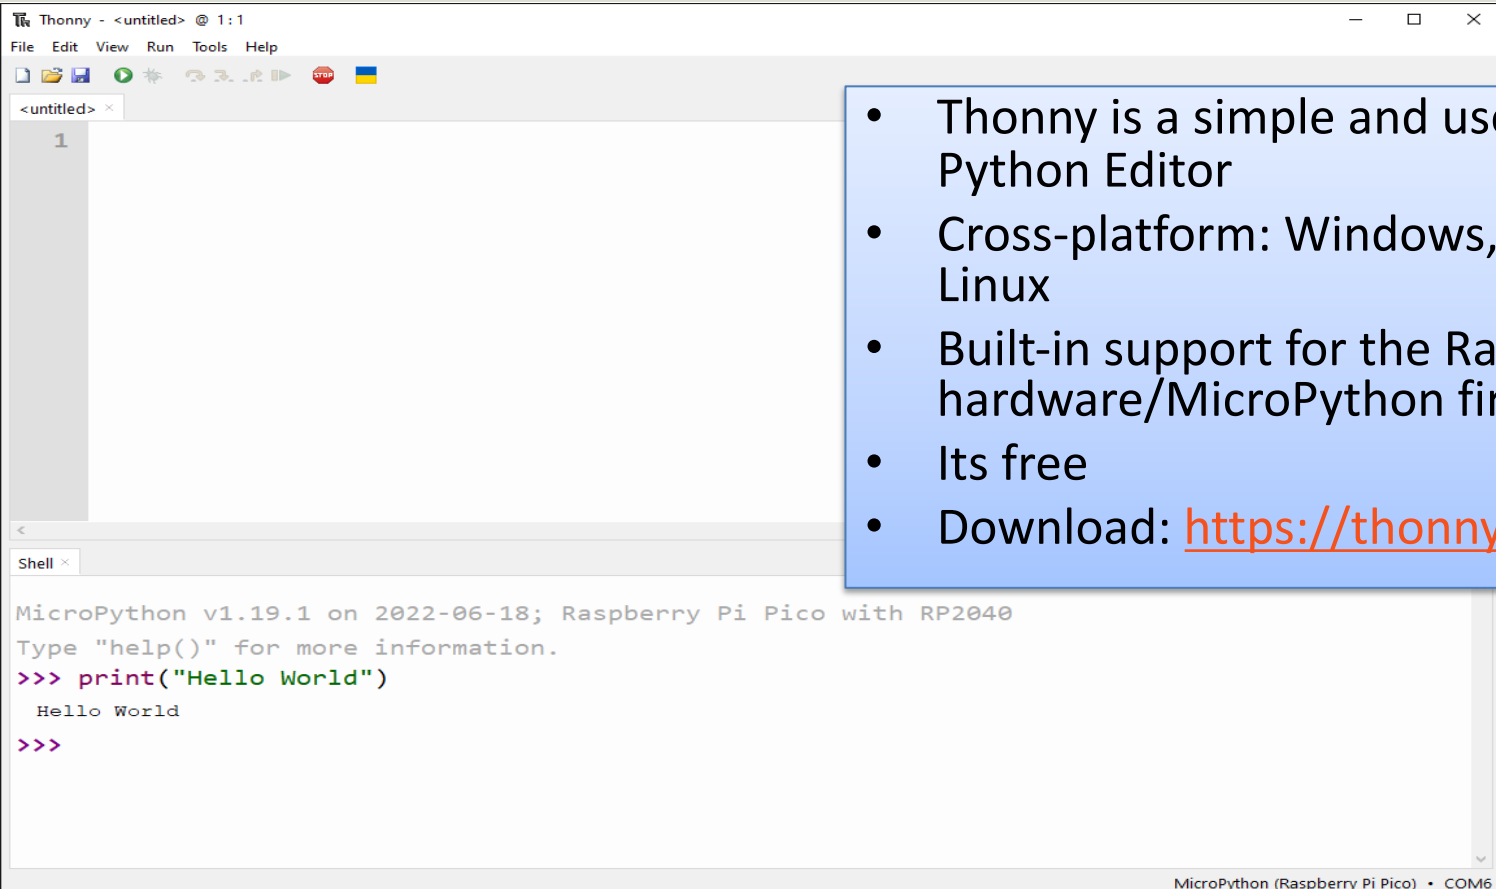 Thonny - <untitled> @ 1:1
File Edit View Run Tools Help
STOP
<untitled>
1
• Thonny is a simple and
Python Editor
• Cross-platform: Windows,
Linux
• Built-in support for the
hardware/MicroPython
• Its free
• Download: https://thonny
Shell
MicroPython v1.19.1 on 2022-06-18; Raspberry Pi Pico with RP2040
Type "help()" for more information.
>>> print("Hello World")
Hello World
>>>
MicroPython (Raspberry Pi Pico) • COM6